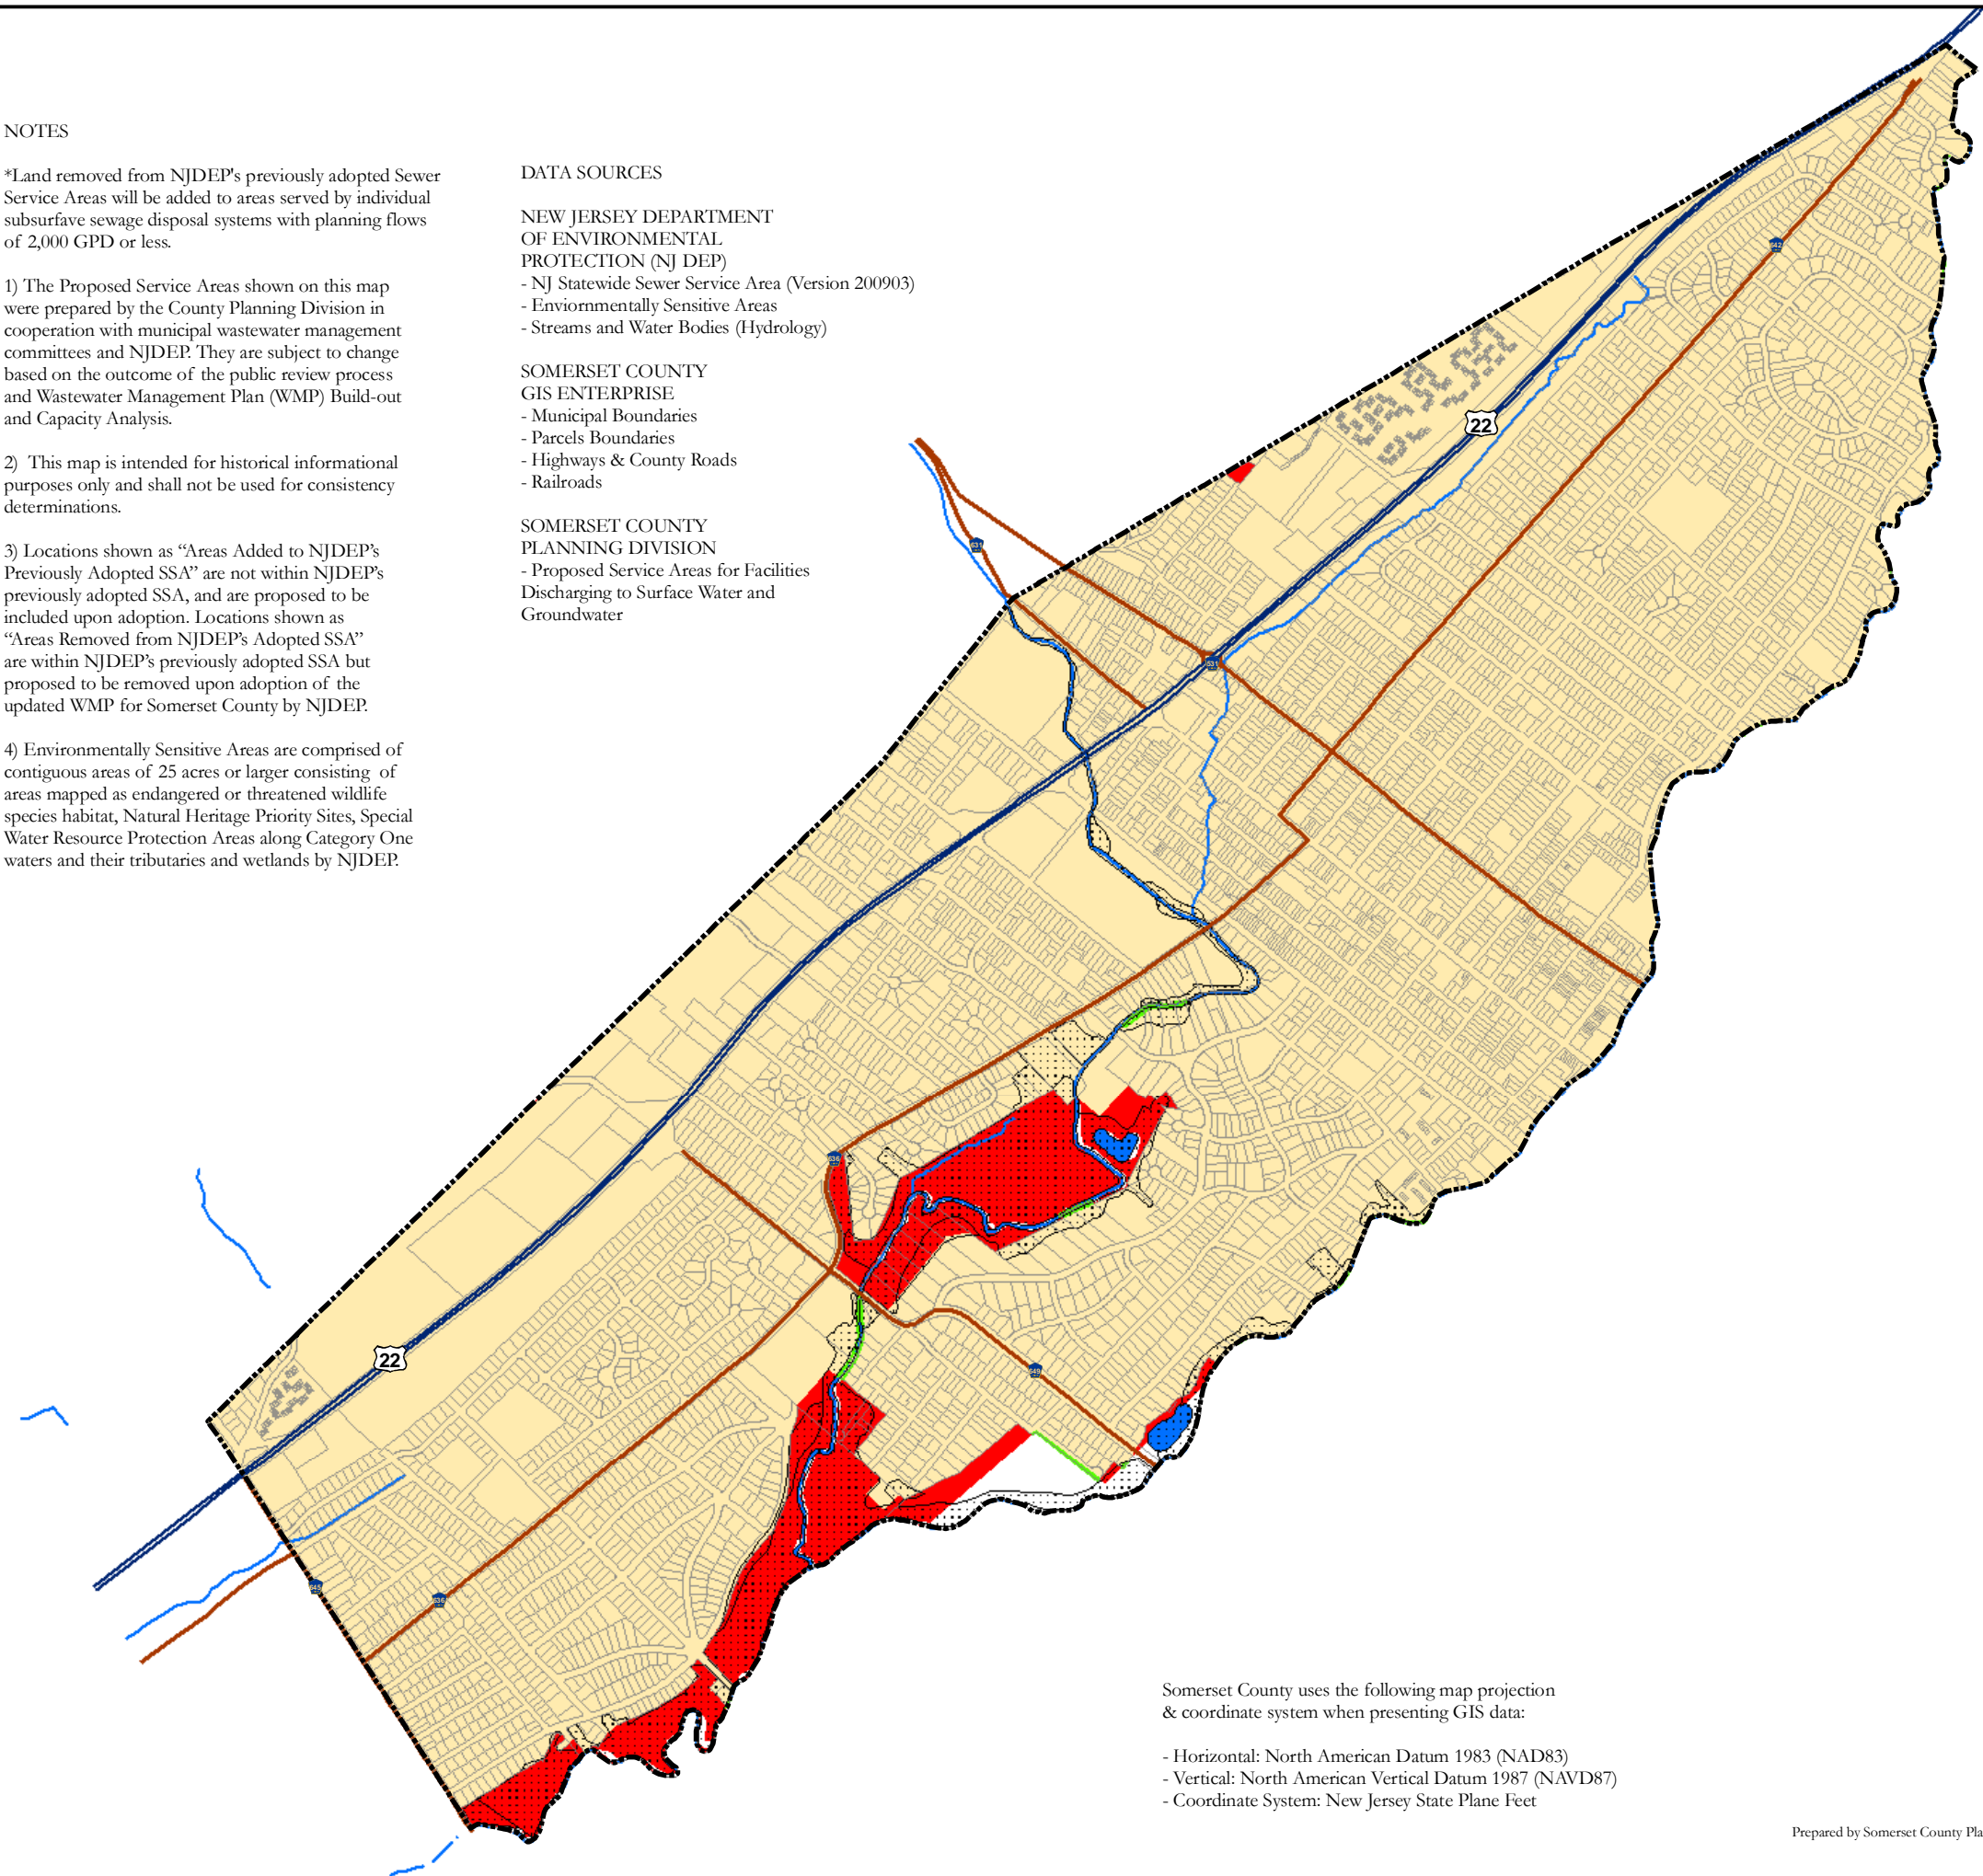 NOTES
*Land removed from NJDEP's previously adopted Sewer
Service Areas will be added to areas served by individual
subsurfave sewage disposal systems with planning flows
of 2,000 GPD or less.
1) The Proposed Service Areas shown on this map
were prepared by the County Planning Division in
cooperation with municipal wastewater management
committees and NJDEP. They are subject to change
based on the outcome of the public review process
and Wastewater Management Plan (WMP) Build-out
and Capacity Analysis.
2) This map is intended for historical informational
purposes only and shall not be used for consistency
determinations.
3) Locations shown as “Areas Added to NJDEP’s
Previously Adopted SSA” are not within NJDEP’s
previously adopted SSA, and are proposed to be
included upon adoption. Locations shown as
“Areas Removed from NJDEP’s Adopted SSA”
are within NJDEP’s previously adopted SSA but
proposed to be removed upon adoption of the
updated WMP for Somerset County by NJDEP.
4) Environmentally Sensitive Areas are comprised of
contiguous areas of 25 acres or larger consisting of
areas mapped as endangered or threatened wildlife
species habitat, Natural Heritage Priority Sites, Special
Water Resource Protection Areas along Category One
waters and their tributaries and wetlands by NJDEP.
DATA SOURCES
NEW JERSEY DEPARTMENT
OF ENVIRONMENTAL
PROTECTION (NJ DEP)
- NJ Statewide Sewer Service Area (Version 200903)
- Enviornmentally Sensitive Areas
- Streams and Water Bodies (Hydrology)
SOMERSET COUNTY
GIS ENTERPRISE
- Municipal Boundaries
- Parcels Boundaries
- Highways & County Roads
- Railroads
SOMERSET COUNTY
PLANNING DIVISION
- Proposed Service Areas for Facilities
Discharging to Surface Water and
Groundwater
22
531
636
22
645
636
Somerset County uses the following map projection
& coordinate system when presenting GIS data:
- Horizontal: North American Datum 1983 (NAD83)
- Vertical: North American Vertical Datum 1987 (NAVD87)
- Coordinate System: New Jersey State Plane Feet
Prepared by Somerset County Pla